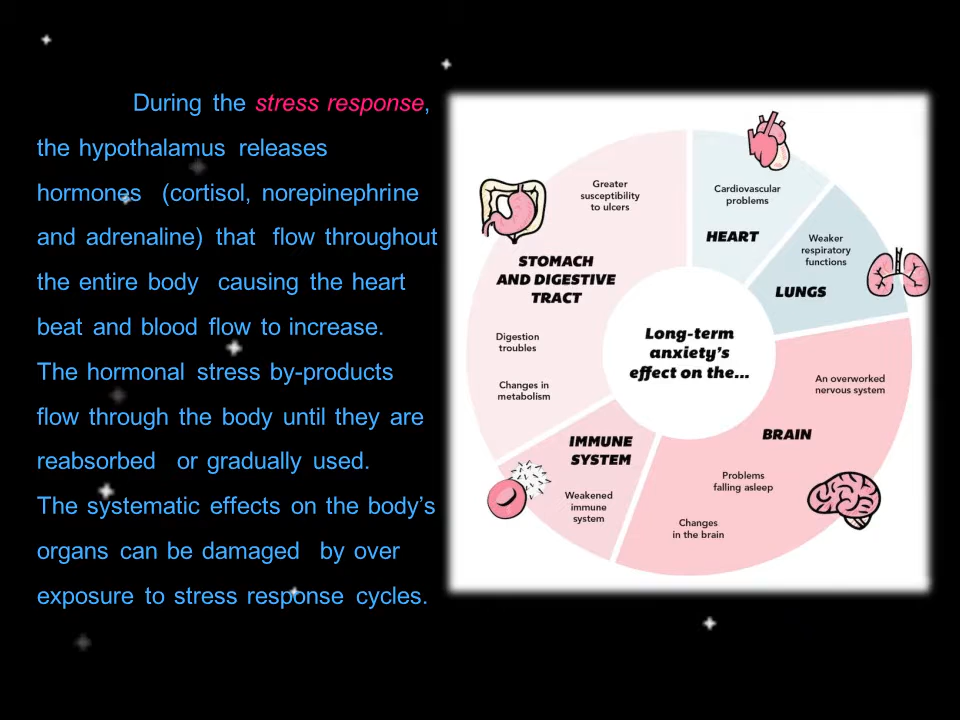 During the stress response,
the hypothalamus releases
hormones (cortisol, norepinephrine
and adrenaline) that flow throughout
the entire body causing the heart
beat and blood flow to increase.
The hormonal stress by-products
flow through the body until they are
reabsorbed or gradually used.
The systematic effects on the body’s
organs can be damaged by over
exposure to stress response cycles.
Greater
susceptibility
to ulcers
STOMACH
AND DIGESTIVE
TRACT
Digestion
troubles
Changes in
metabolism
Cardiovascular
problems
HEART
Weaker
respiratory
functions
LUNGS
Long-term
anxiety's
effect on the...
An overworked
nervous system
BRAIN
Problems
falling asleep
Changes
in the brain
IMMUNE
SYSTEM
Weakened
immune
system